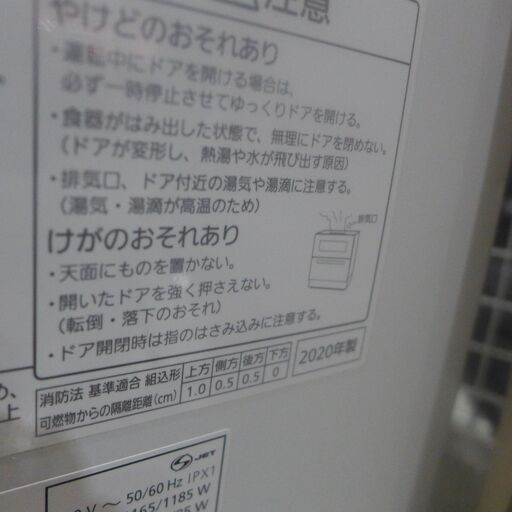 注意
やけどのおそれあり
・運転中にドアを開ける場合は、
必ず一時停止させてゆっくりドアを開ける。
・食器がはみ出した状態で、無理にドアを閉めない。
(ドアが変形し、熱湯や水が飛び出す原因)
・排気口、ドア付近の湯気や湯滴に注意する。
(湯気・湯滴が高温のため)
排気口
けがのおそれあり
・天面にものを置かない。
・開いたドアを強く押さえない。
(転倒・落下のおそれ)
・ドア開閉時は指のはさみ込みに注意する。
消防法 基準適合 組込形 上方 側方 後方 下方
可燃物からの隔離距離(cm) 1.0 0.5 0.5 0
2020年製
め、
上
JET
V ～ 50/60 Hz IPX1
1165/1185 W